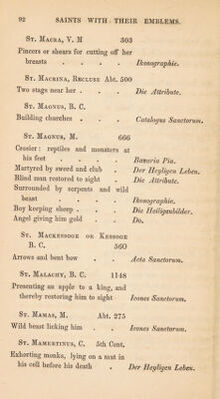 92 SAINTS WITH THEIR EMBLEMS.
St. Macra, V. M 303
Pincers or shears for cutting off her
breasts - - - Iconographie.
St. Macrina, Recluse Abt. 500
Two stags near her - - - Die Attribute.
St. Magnus, B. C.
Building churches - - - Catalogus Sanctorum.
St. Magnus, M. 666
Crosier: reptiles and monsters at
his feet - - - Bavaria Pia.
Martyred by sword and club - Der Heyligen Leben.
Blind man restored to sight - Die Attribute.
Surrounded by serpents and wild
beast - - - Iconographie.
Boy keeping sheep - - - Die Heiligenbilder.
Angel giving him gold - - Do.
St. Mackessoge or Kessoge
B. C. 560
Arrows and bent bow - - Acta Sanctorum.
St. Malachy, B. C. 1148
Presenting an apple to a king, and
thereby restoring him to sight - Icones Sanctorum.
St. Mamas, M. Abt. 275
Wild beast licking him - - Icones Sanctorum.
St. Mamertinus, C. 5th Cent.
Exhorting monks, lying on a mat in
his cell before his death - Der Heyligen Leben.